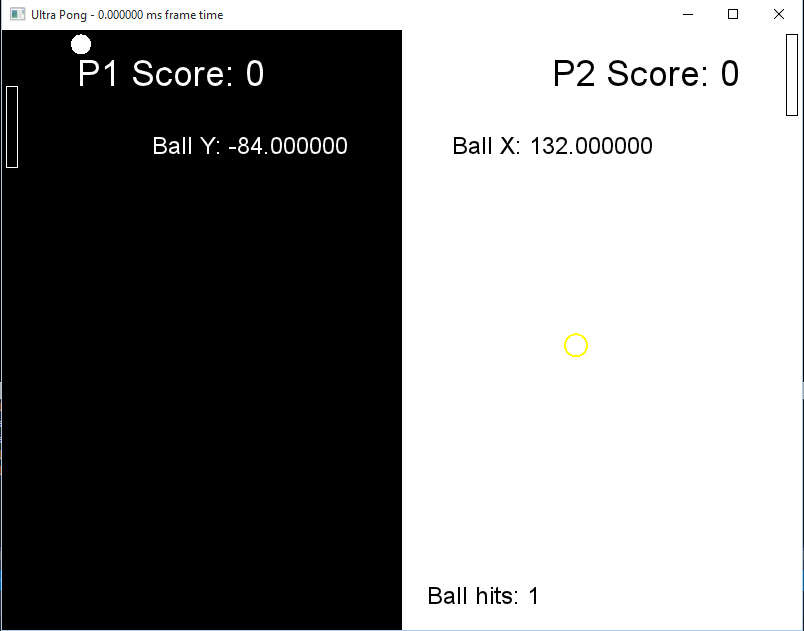 Ultra Pong - 0.000000 ms frame time
P1 Score: 0
P2 Score: 0
Ball Y: -84.000000
Ball X: 132.000000
Ball hits: 1